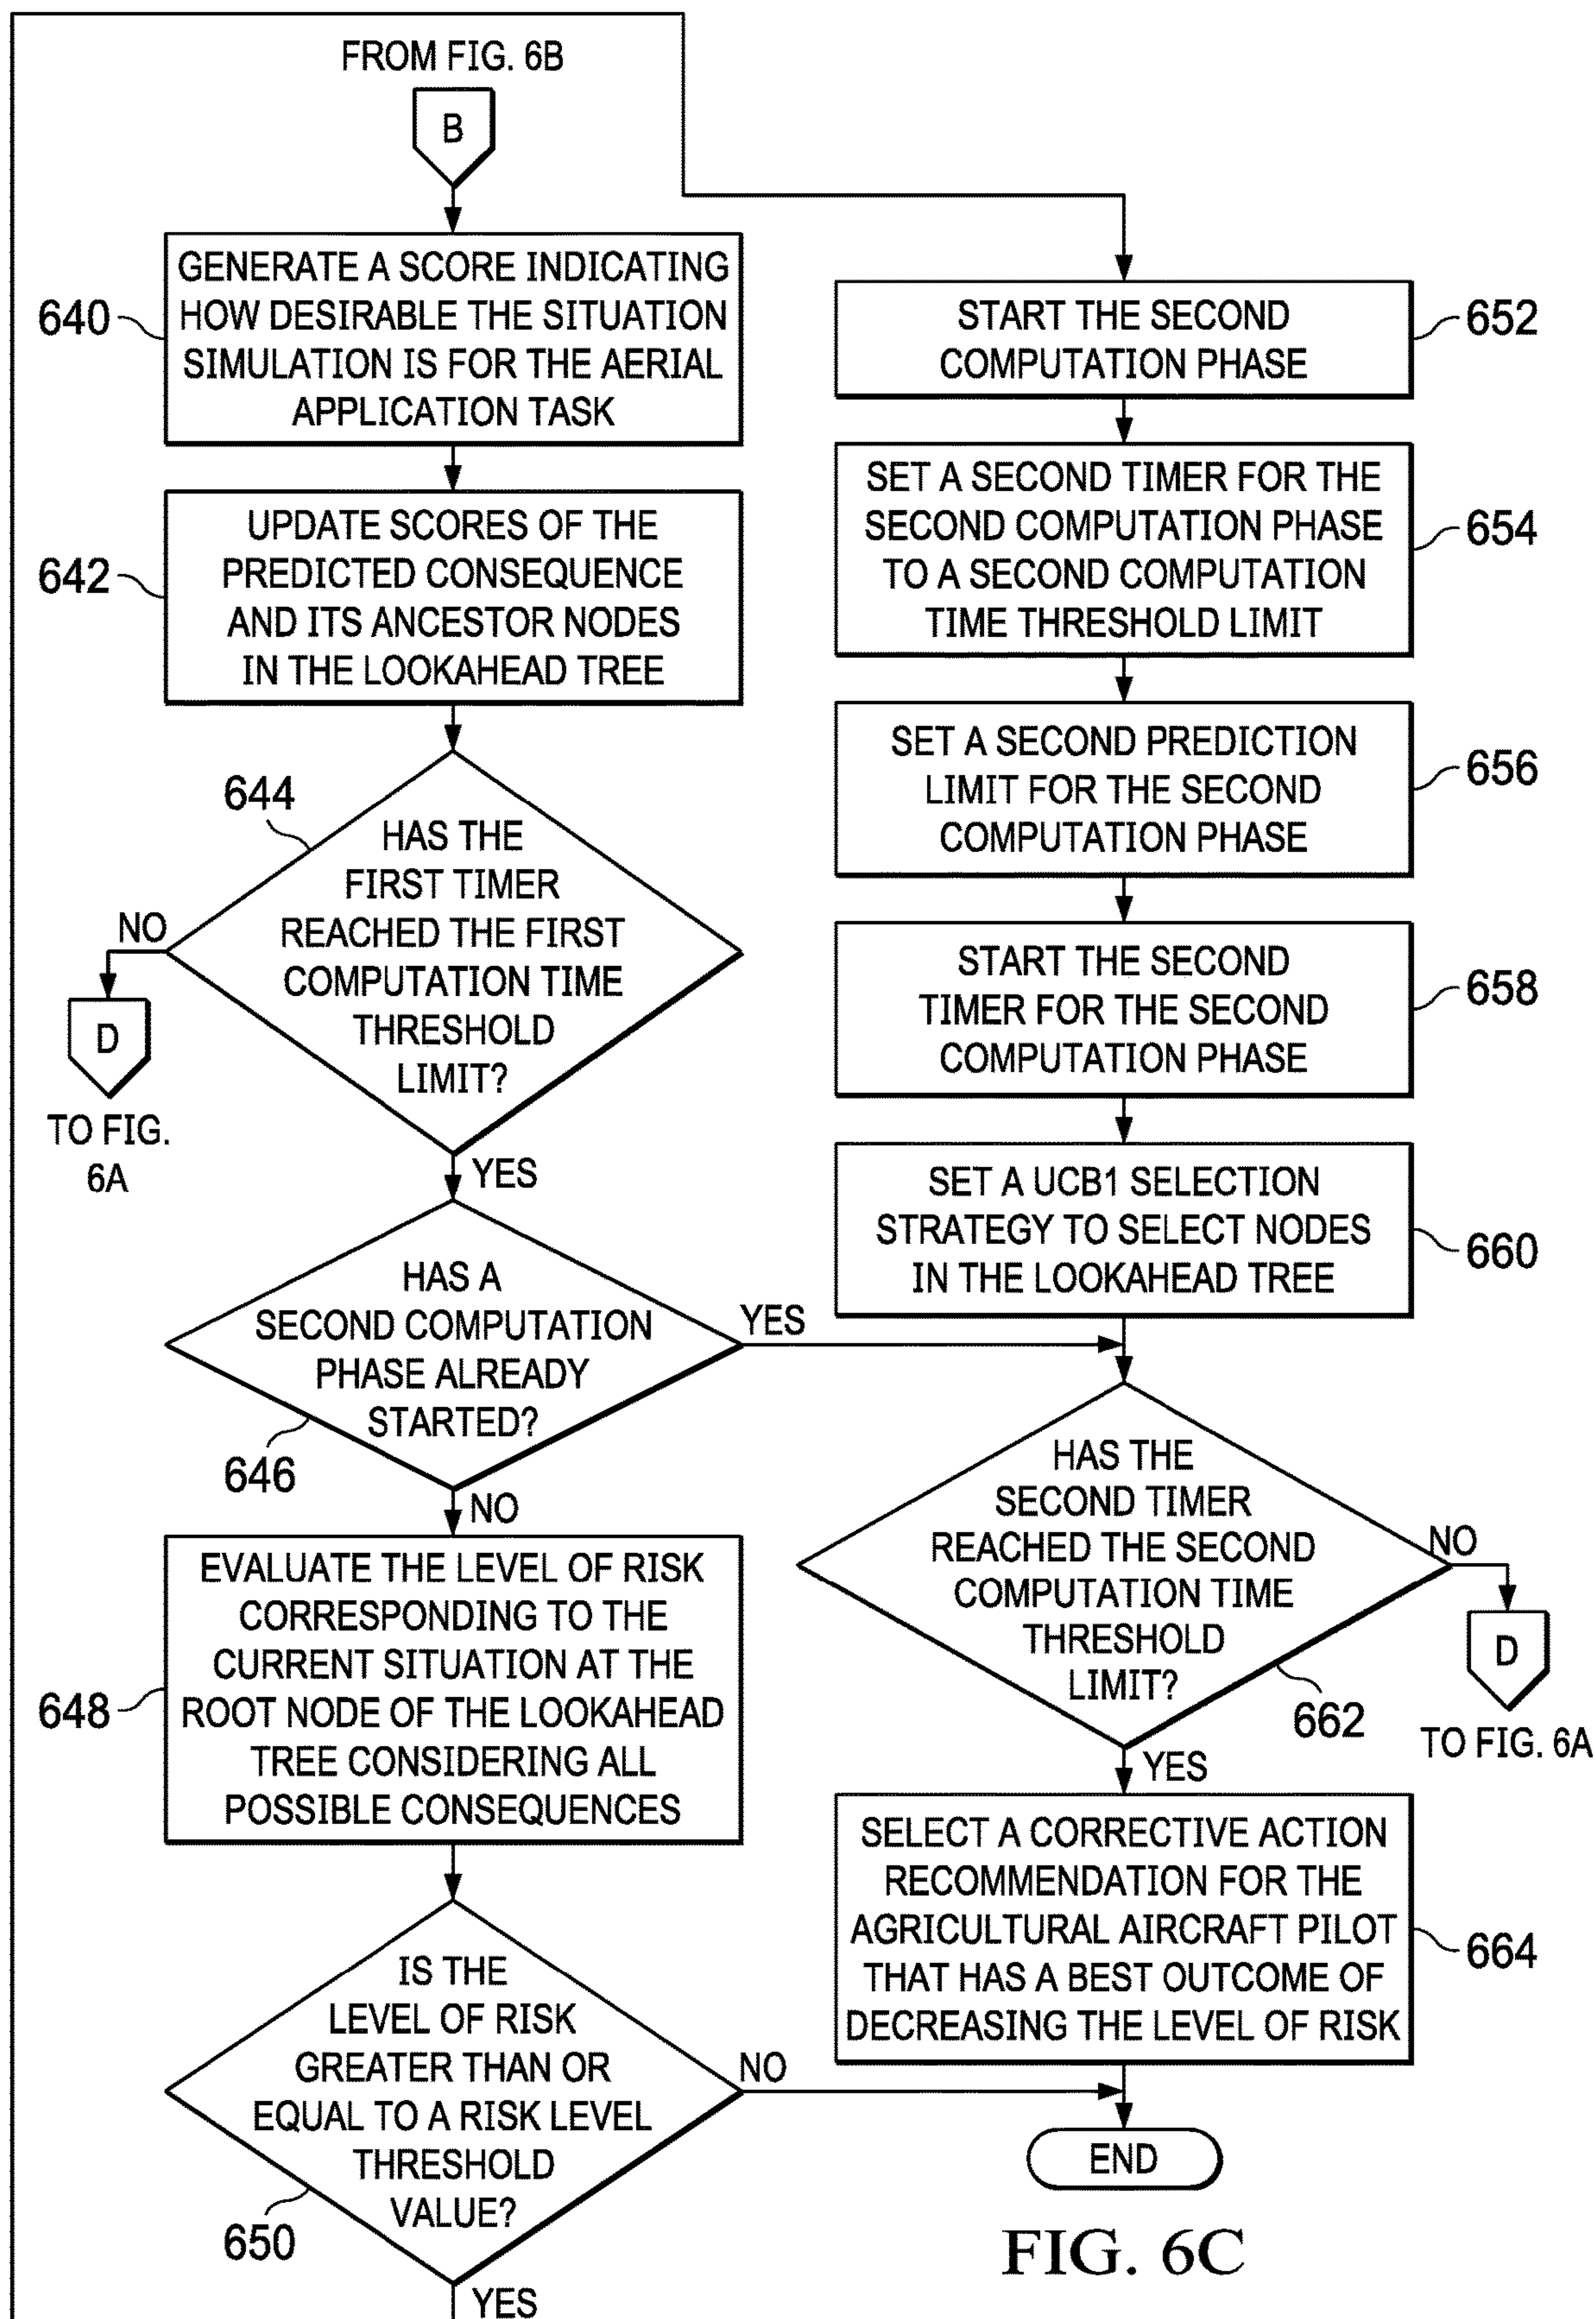 FROM FIG. 6B
B
640
GENERATE A SCORE INDICATING
HOW DESIRABLE THE SITUATION
SIMULATION IS FOR THE AERIAL
APPLICATION TASK
642
UPDATE SCORES OF THE
PREDICTED CONSEQUENCE
AND ITS ANCESTOR NODES
IN THE LOOKAHEAD TREE
644
HAS THE
FIRST TIMER
REACHED THE FIRST
COMPUTATION TIME
THRESHOLD
LIMIT?
NO
D
TO FIG.
6A
YES
HAS A
SECOND COMPUTATION
PHASE ALREADY
STARTED?
646
YES
NO
648
EVALUATE THE LEVEL OF RISK
CORRESPONDING TO THE
CURRENT SITUATION AT THE
ROOT NODE OF THE LOOKAHEAD
TREE CONSIDERING ALL
POSSIBLE CONSEQUENCES
IS THE
LEVEL OF RISK
GREATER THAN OR
EQUAL TO A RISK LEVEL
THRESHOLD
VALUE?
650
NO
YES
START THE SECOND
COMPUTATION PHASE
652
SET A SECOND TIMER FOR THE
SECOND COMPUTATION PHASE
TO A SECOND COMPUTATION
TIME THRESHOLD LIMIT
654
SET A SECOND PREDICTION
LIMIT FOR THE SECOND
COMPUTATION PHASE
656
START THE SECOND
TIMER FOR THE SECOND
COMPUTATION PHASE
658
SET A UCB1 SELECTION
STRATEGY TO SELECT NODES
IN THE LOOKAHEAD TREE
660
HAS THE
SECOND TIMER
REACHED THE SECOND
COMPUTATION TIME
THRESHOLD
LIMIT?
662
NO
D
TO FIG. 6A
YES
SELECT A CORRECTIVE ACTION
RECOMMENDATION FOR THE
AGRICULTURAL AIRCRAFT PILOT
THAT HAS A BEST OUTCOME OF
DECREASING THE LEVEL OF RISK
664
END
FIG. 6C